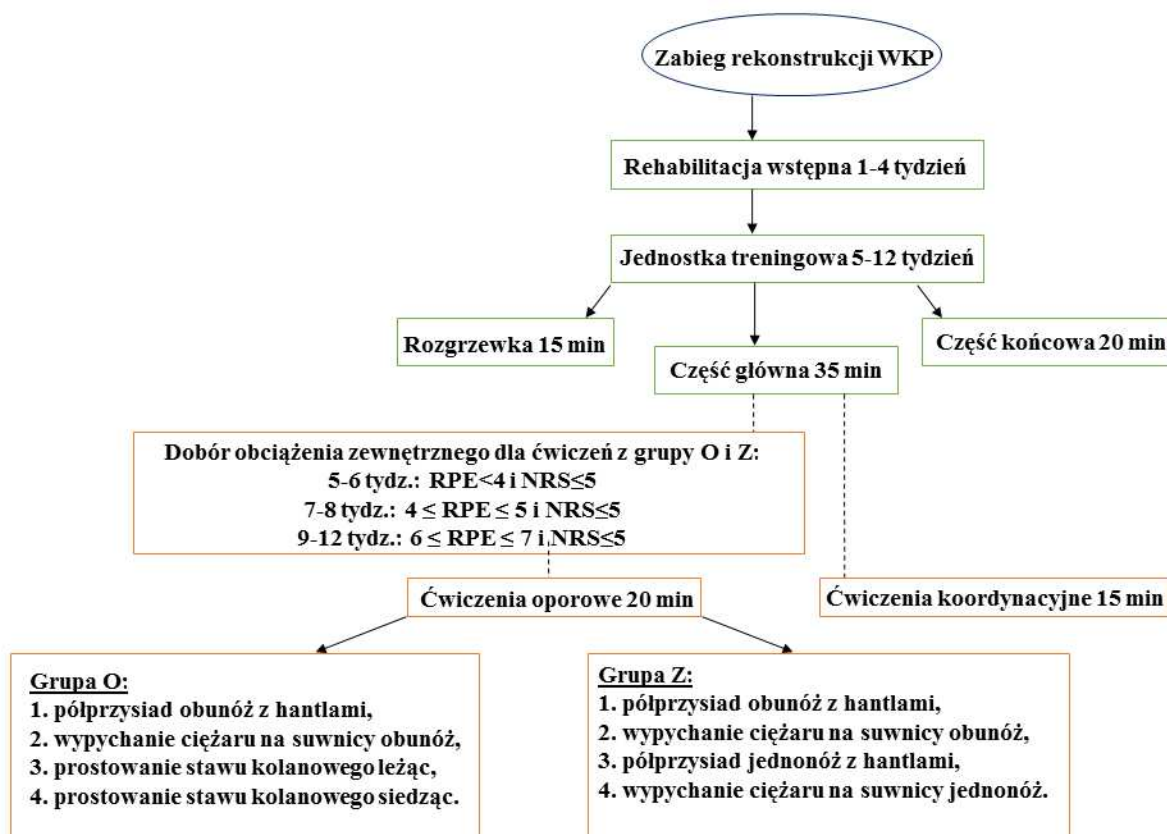 Zabieg rekonstrukcji WKP
Rehabilitacja wstępna 1-4 tydzień
Jednostka treningowa 5-12 tydzień
Rozgrzewka 15 min
Część główna 35 min
Część końcowa 20 min
Dobór obciążenia zewnętrznego dla ćwiczeń z grupy O i Z:
5-6 tydz.: RPE<4 i NRS≤5
7-8 tydz.: 4 ≤ RPE ≤ 5 i NRS≤5
9-12 tydz.: 6 ≤ RPE ≤ 7 i NRS≤5
Ćwiczenia oporowe 20 min
Ćwiczenia koordynacyjne 15 min
Grupa O:
1. półprzysiad obunóż z hantlami,
2. wypychanie ciężaru na suwnicy obunóż,
3. prostowanie stawu kolanowego leżąc,
4. prostowanie stawu kolanowego siedząc.
Grupa Z:
1. półprzysiad obunóż z hantlami,
2. wypychanie ciężaru na suwnicy obunóż,
3. półprzysiad jednonóż z hantlami,
4. wypychanie ciężaru na suwnicy jednonóż.